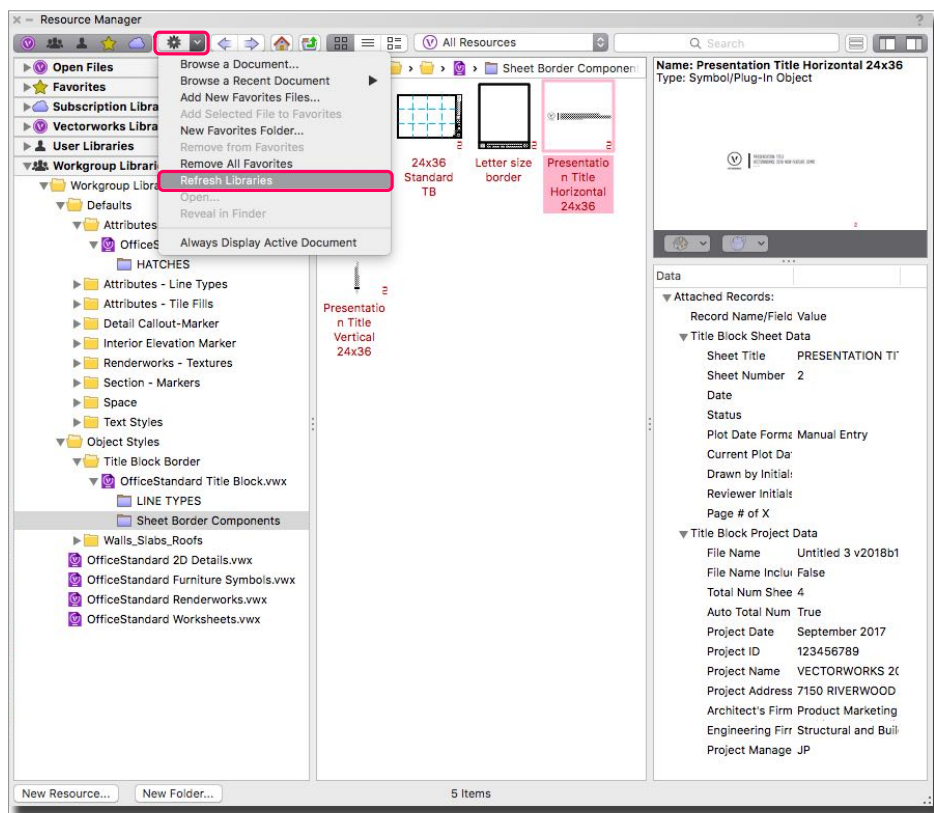 Resource Manager
?
All Resources
Search
Open Files
Favorites
Subscription Libra
Vectorworks Libra
User Libraries
Workgroup Librari
Workgroup Libra
Defaults
Attributes
OfficeS
HATCHES
Attributes - Line Types
Attributes - Tile Fills
Detail Callout-Marker
Interior Elevation Marker
Renderworks - Textures
Section - Markers
Space
Text Styles
Object Styles
Title Block Border
OfficeStandard Title Block.vwx
LINE TYPES
Sheet Border Components
Walls_Slabs_Roofs
OfficeStandard 2D Details.vwx
OfficeStandard Furniture Symbols.vwx
OfficeStandard Renderworks.vwx
OfficeStandard Worksheets.vwx
Browse a Document...
Browse a Recent Document
Add New Favorites Files...
Add Selected File to Favorites
New Favorites Folder...
Remove from Favorites
Remove All Favorites
Refresh Libraries
Open...
Reveal in Finder
Always Display Active Document
Sheet Border Componen
2
24x36
Standard
TB
2
Letter size
border
2
Presentatio
n Title
Horizontal
24x36
2
Presentatio
n Title
Vertical
24x36
Name: Presentation Title Horizontal 24x36
Type: Symbol/Plug-In Object
PRESENTATION TITLE
2
Data
Attached Records:
Record Name/Field Value
Title Block Sheet Data
Sheet Title PRESENTATION TI
Sheet Number 2
Date
Status
Plot Date Forma Manual Entry
Current Plot Da
Drawn by Initial
Reviewer Initials
Page # of X
Title Block Project Data
File Name Untitled 3 v2018b1
File Name Inclu False
Total Num Shee 4
Auto Total Num True
Project Date September 2017
Project ID 123456789
Project Name VECTORWORKS 20
Project Address 7150 RIVERWOOD
Architect's Firm Product Marketing
Engineering Firr Structural and Buil
Project Manage JP
New Resource...
New Folder...
5 Items